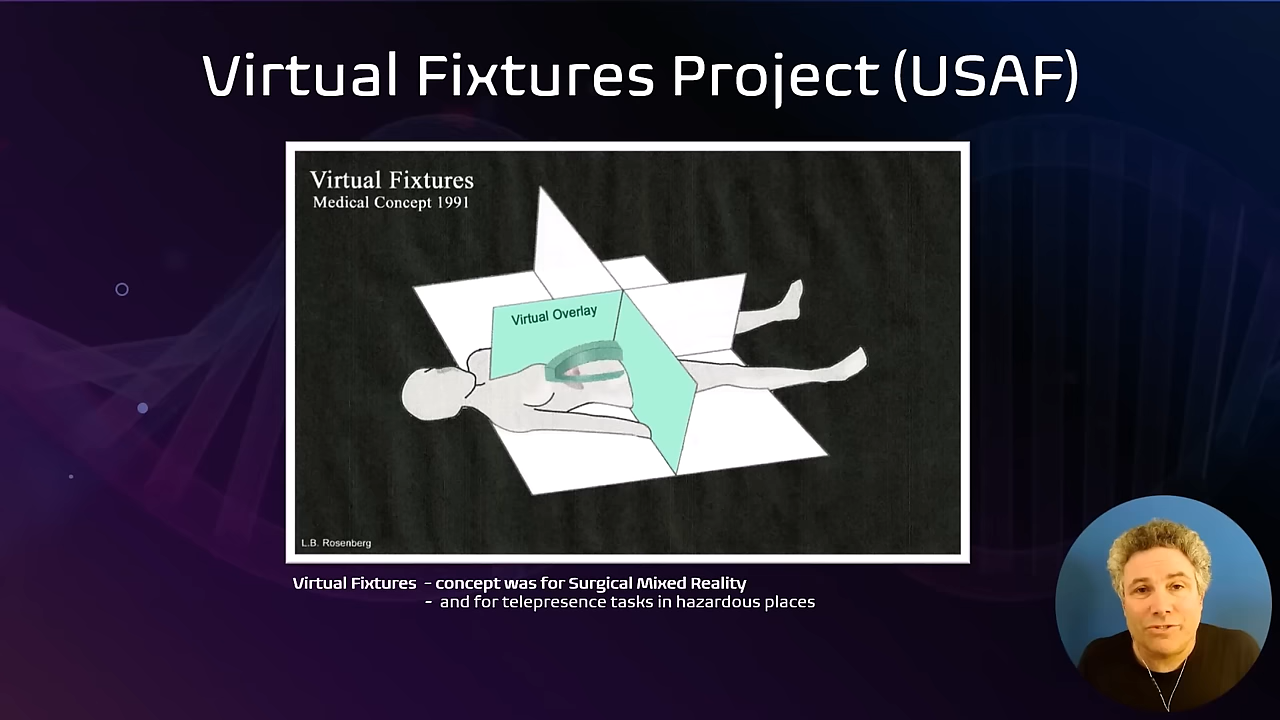 Virtual Fixtures Project (USAF)
Virtual Fixtures
Medical Concept 1991
Virtual Overlay
L.B. Rosenberg
Virtual Fixtures - concept was for Surgical Mixed Reality
- and for telepresence tasks in hazardous places